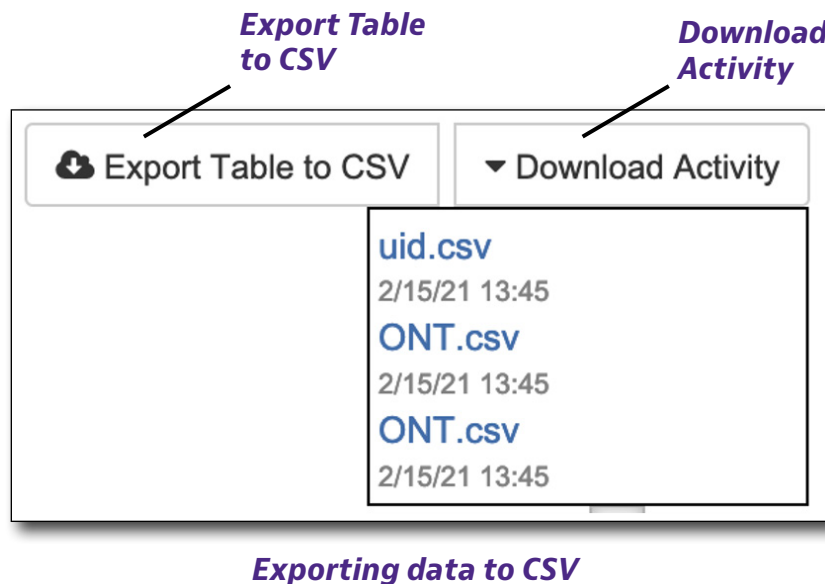 Export Table
to CSV
Download
Activity
Export Table to CSV
Download Activity
uid.csv
2/15/21 13:45
ONT.csv
2/15/21 13:45
ONT.csv
2/15/21 13:45
Exporting data to CSV